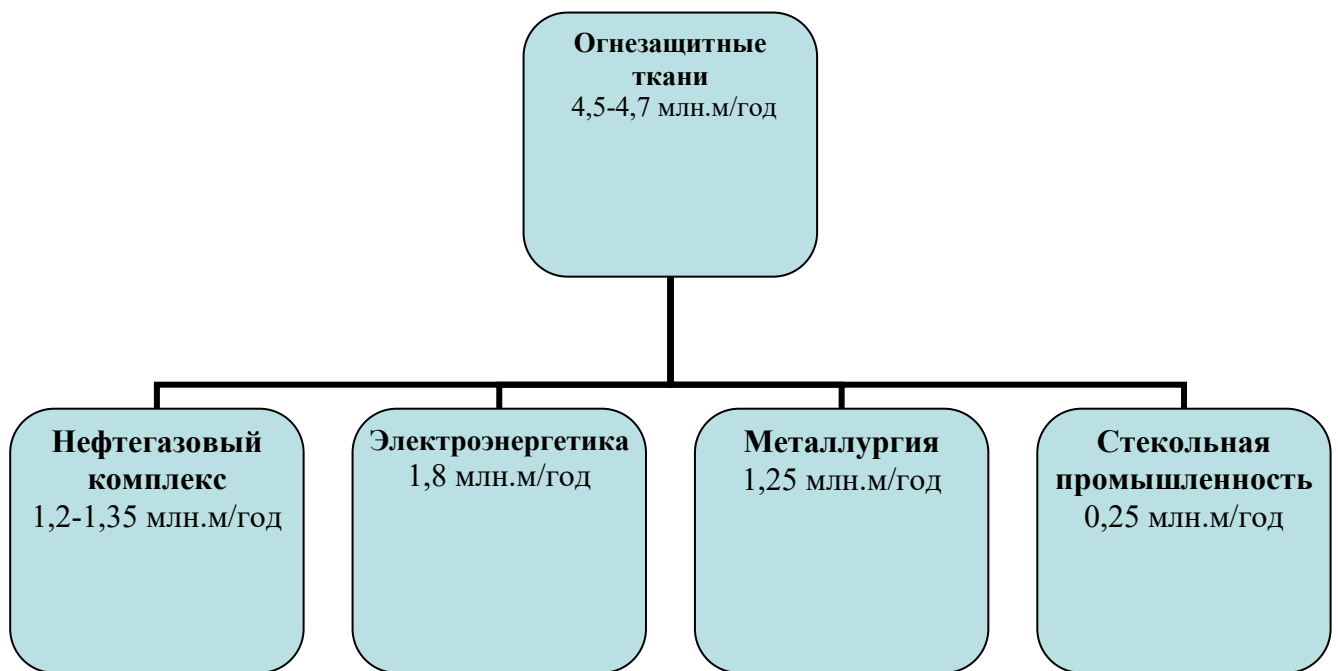 Огнезащитные
ткани
4,5-4,7 млн.м/год
Нефтегазовый
комплекс
1,2-1,35 млн.м/год
Электроэнергетика
1,8 млн.м/год
Металлургия
1,25 млн.м/год
Стекольная
промышленность
0,25 млн.м/год